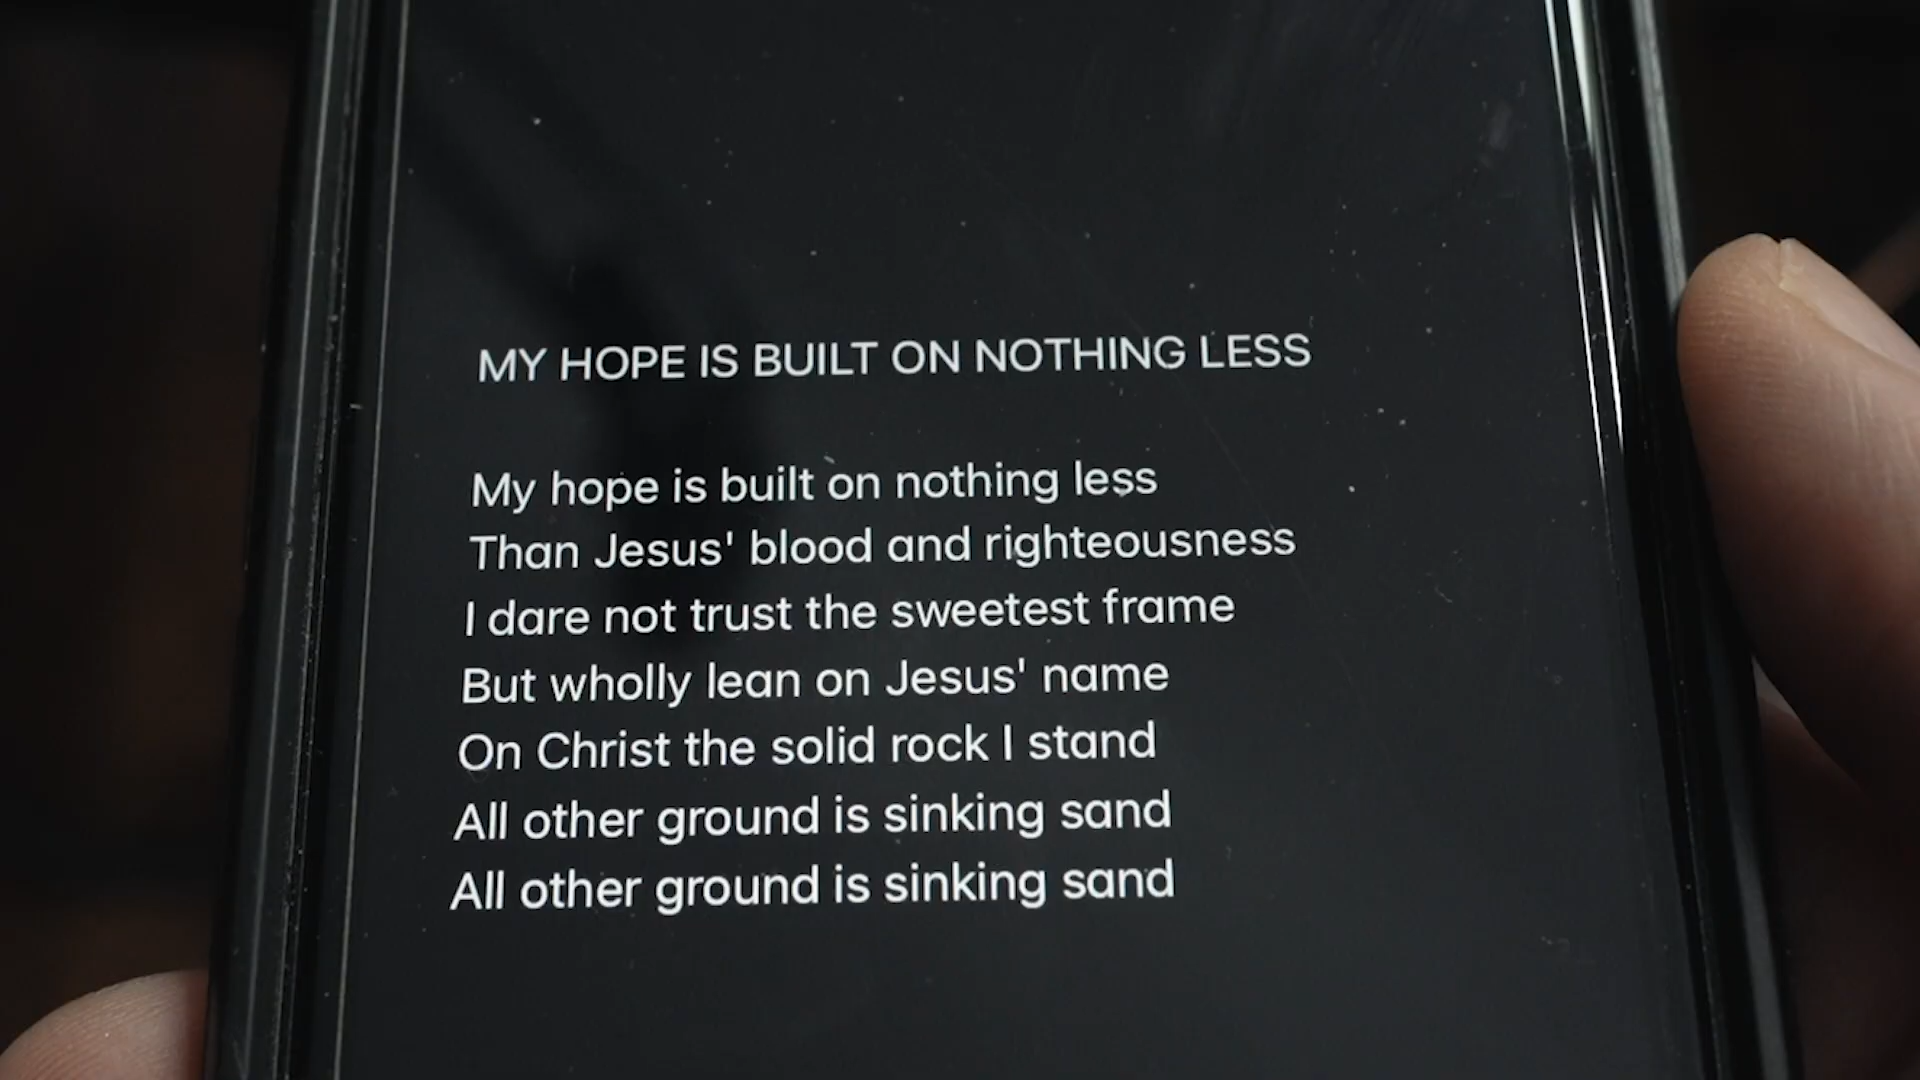 MY HOPE IS BUILT ON NOTHING LESS
My hope is built on nothing less
Than Jesus' blood and righteousness
I dare not trust the sweetest frame
But wholly lean on Jesus' name
On Christ the solid rock I stand
All other ground is sinking sand
All other ground is sinking sand